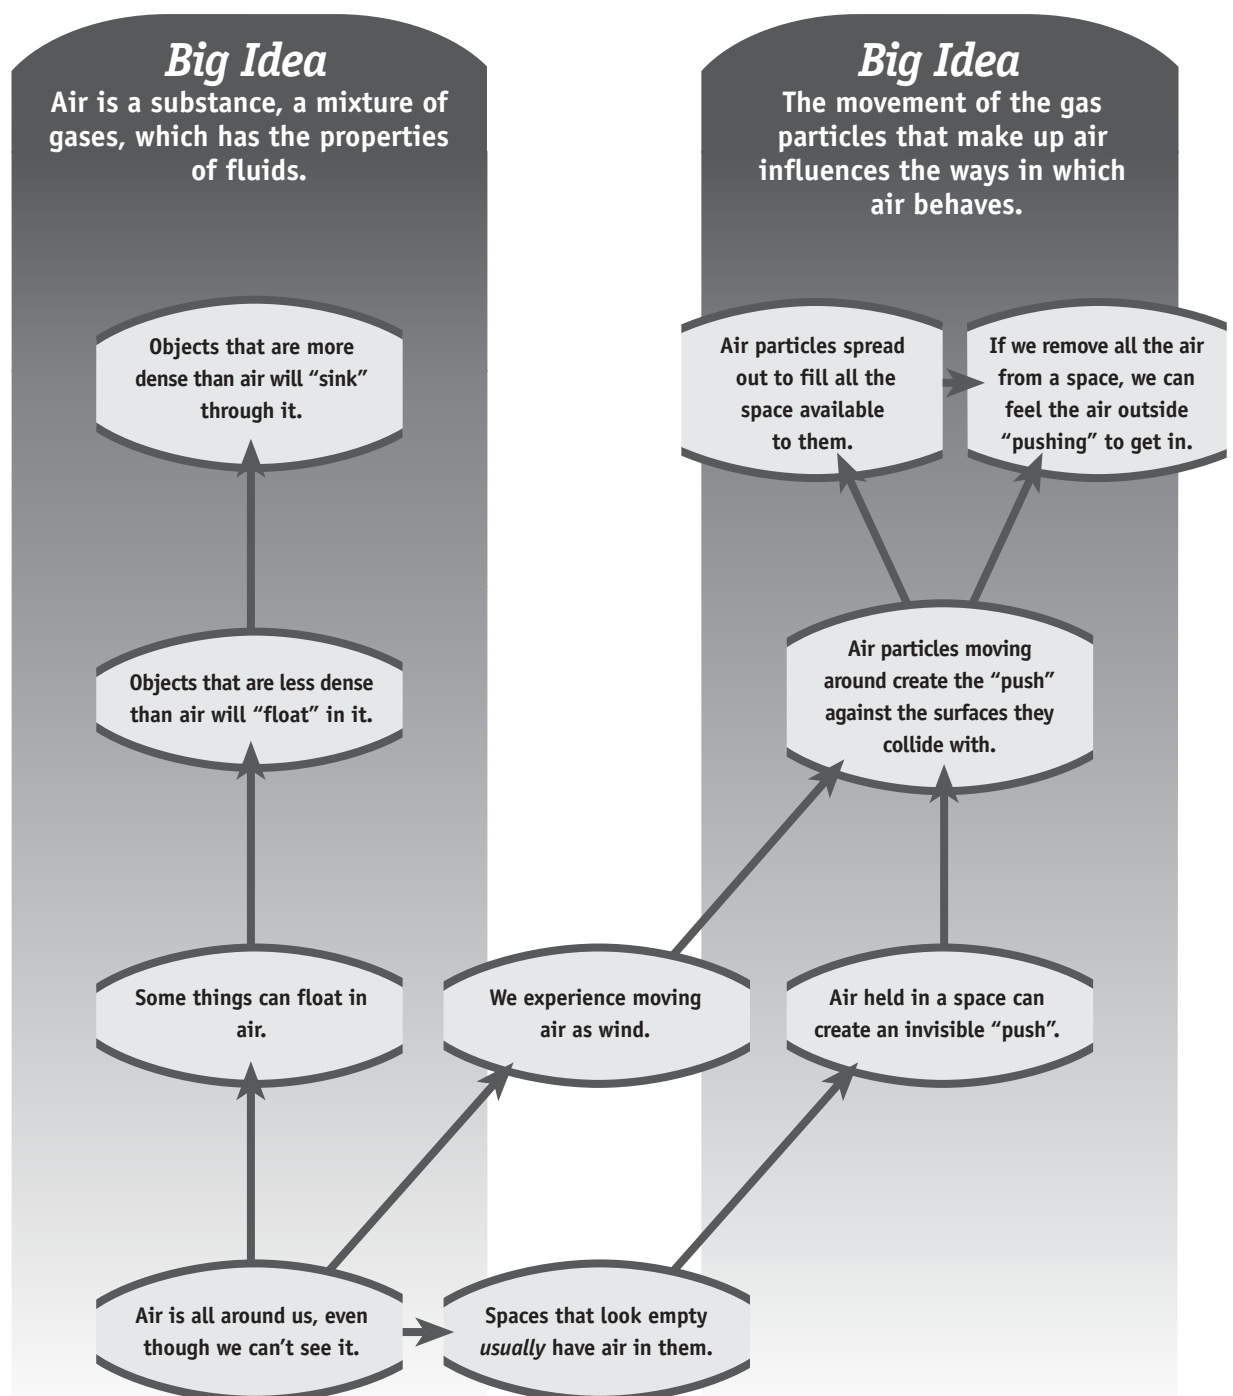 Big Idea
Air is a substance, a mixture of
gases, which has the properties
of fluids.
Big Idea
The movement of the gas
particles that make up air
influences the ways in which
air behaves.
Objects that are more
dense than air will “sink”
through it.
Air particles spread
out to fill all the
space available
to them.
If we remove all the air
from a space, we can
feel the air outside
“pushing” to get in.
Objects that are less dense
than air will “float” in it.
Air particles moving
around create the “push”
against the surfaces they
collide with.
Some things can float in
air.
We experience moving
air as wind.
Air held in a space can
create an invisible “push”.
Air is all around us, even
though we can’t see it.
Spaces that look empty
usually have air in them.